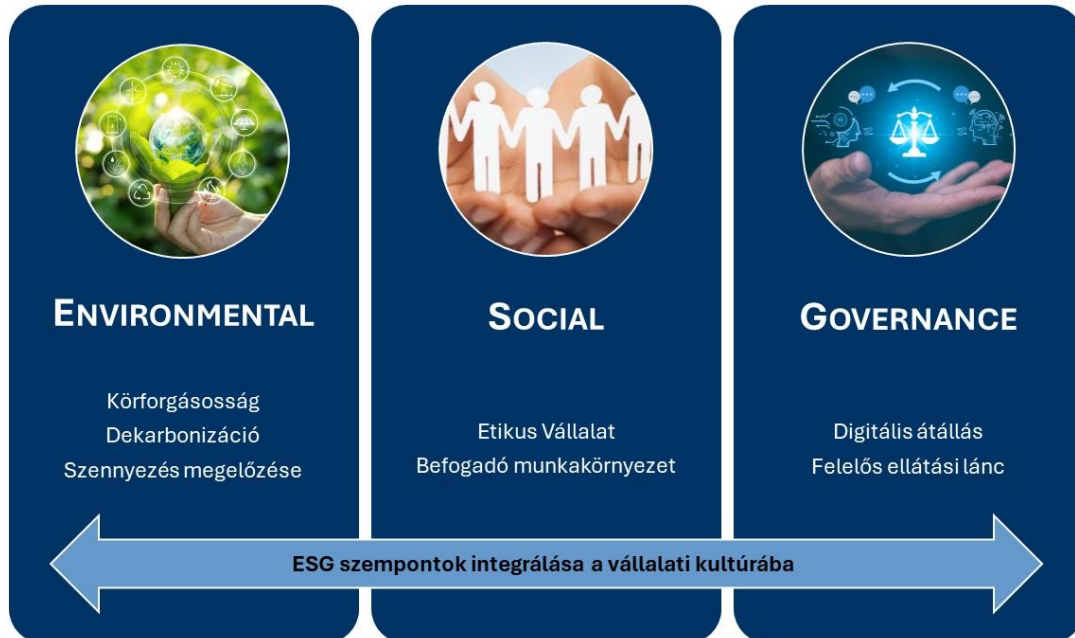 ENVIRONMENTAL
Körforgásosság
Dekarbonizáció
Szennyezés megelőzése
SOCIAL
Etikus Vállalat
Befogadó munkakörnyezet
GOVERNANCE
Digitális átállás
Felelős ellátási lánc
ESG szempontok integrálása a vállalati kultúrába